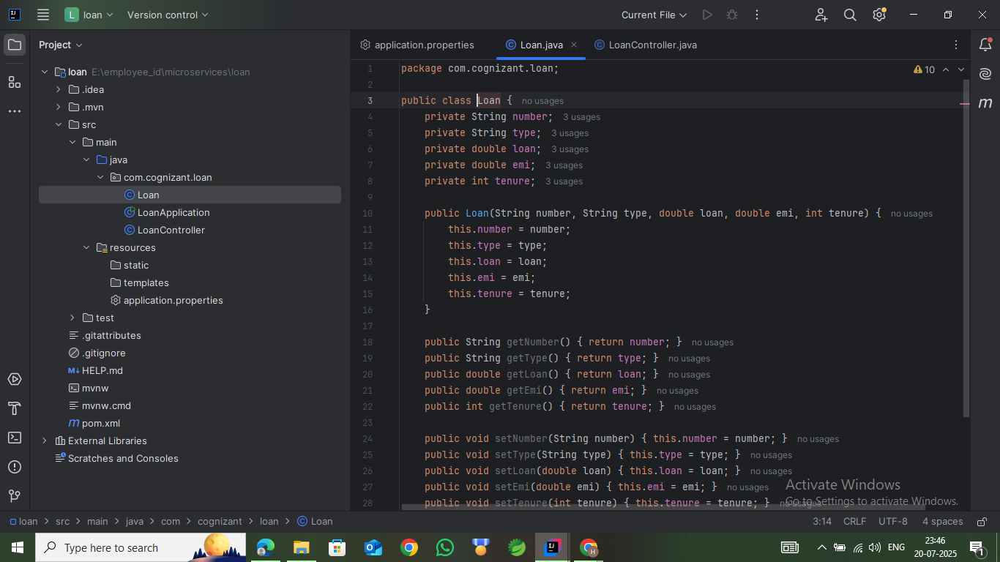 L loan Version control Current File
Project
loan E:\employee_id\microservices\loan
.idea
.mvn
src
main
java
com.cognizant.loan
Loan
LoanApplication
LoanController
resources
static
templates
application.properties
test
.gitattributes
.gitignore
HELP.md
mvnw
mvnw.cmd
pom.xml
External Libraries
Scratches and Consoles
application.properties Loan.java LoanController.java
10
1 package com.cognizant.loan;
2
3 public class Loan { no usages
4 private String number; 3 usages
5 private String type; 3 usages
6 private double loan; 3 usages
7 private double emi; 3 usages
8 private int tenure; 3 usages
9
10 public Loan(String number, String type, double loan, double emi, int tenure) { no usages
11 this.number = number;
12 this.type = type;
13 this.loan = loan;
14 this.emi = emi;
15 this.tenure = tenure;
16 }
17
18 public String getNumber() { return number; } no usages
19 public String getType() { return type; } no usages
20 public double getLoan() { return loan; } no usages
21 public double getEmi() { return emi; } no usages
22 public int getTenure() { return tenure; } no usages
23
24 public void setNumber(String number) { this.number = number; } no usages
25 public void setType(String type) { this.type = type; } no usages
26 public void setLoan(double loan) { this.loan = loan; } no usages
27 public void setEmi(double emi) { this.emi = emi; } no usages
28 public void setTenure(int tenure) { this.tenure = tenure; } no usages
Activate Windows
Go to Settings to activate Windows.
loan > src > main > java > com > cognizant > loan > Loan 3:14 CRLF UTF-8 4 spaces
Type here to search
ENG 23:46
20-07-2025
1